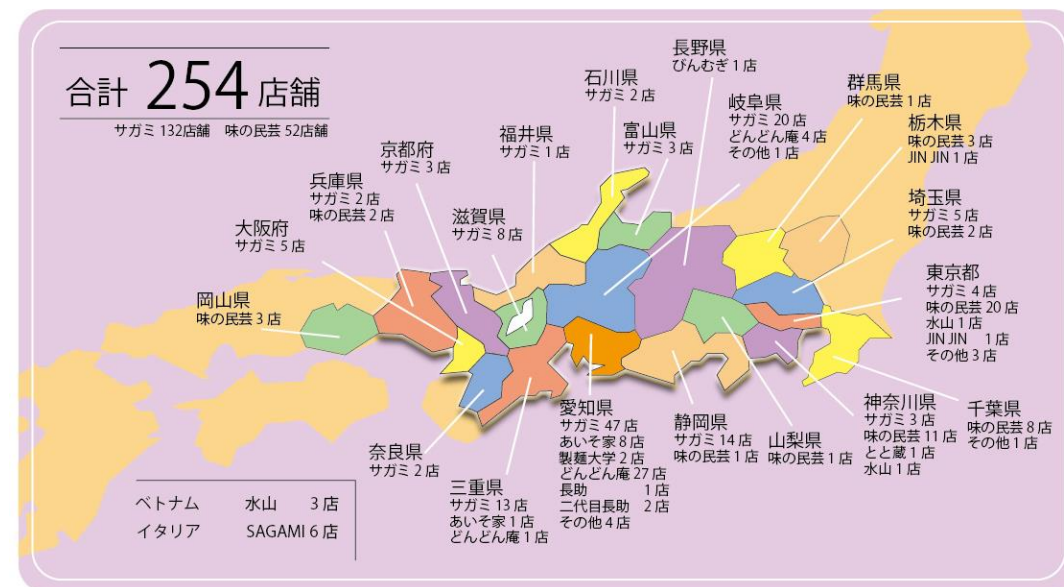 合計 254 店舗
サガミ 132店舗 味の民芸 52店舗
長野県
びんむぎ 1 店
石川県
サガミ 2 店
群馬県
味の民芸 1 店
岐阜県
サガミ 20 店
どんどん庵 4 店
その他 1 店
栃木県
味の民芸 3 店
JIN JIN 1 店
福井県
サガミ 1 店
富山県
サガミ 3 店
京都府
サガミ 3 店
兵庫県
サガミ 2 店
味の民芸 2 店
滋賀県
サガミ 8 店
埼玉県
サガミ 5 店
味の民芸 2 店
大阪府
サガミ 5 店
東京都
サガミ 4 店
味の民芸 20 店
水山 1 店
JIN JIN 1 店
その他 3 店
岡山県
味の民芸 3 店
奈良県
サガミ 2 店
三重県
サガミ 13 店
あいそ家 1 店
どんどん庵 1 店
愛知県
サガミ 47 店
あいそ家 8 店
製麺大学 2 店
どんどん庵 27 店
長助 1 店
二代目長助 2 店
その他 4 店
静岡県
サガミ 14 店
味の民芸 1 店
山梨県
味の民芸 1 店
神奈川県
サガミ 3 店
味の民芸 11 店
とと蔵 1 店
水山 1 店
千葉県
味の民芸 8 店
その他 1 店
ベトナム 水山 3 店
イタリア SAGAMI 6 店